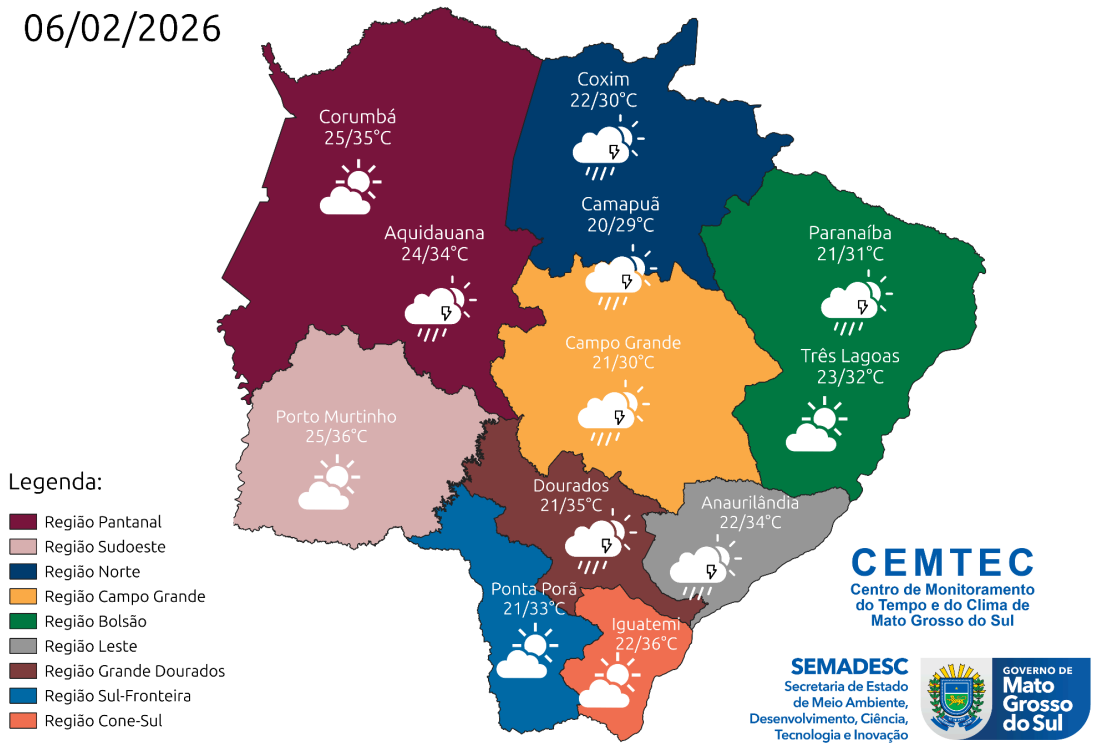 06/02/2026
Coxim
22/30°C
Corumbá
25/35°C
Camapuã
20/29°C
Aquidauana
24/34°C
Paranaíba
21/31°C
Campo Grande
21/30°C
Três Lagoas
23/32°C
Porto Murtinho
25/36°C
Dourados
21/35°C
Anaurilândia
22/34°C
Ponta Porã
21/33°C
Iguatemi
22/36°C
Legenda:
Região Pantanal
Região Sudoeste
Região Norte
Região Campo Grande
Região Bolsão
Região Leste
Região Grande Dourados
Região Sul-Fronteira
Região Cone-Sul
CEMTEC
Centro de Monitoramento
do Tempo e do Clima de
Mato Grosso do Sul
SEMADESC
Secretaria de Estado
de Meio Ambiente,
Desenvolvimento, Ciência,
Tecnologia e Inovação
GOVERNO DE
Mato
Grosso
do Sul